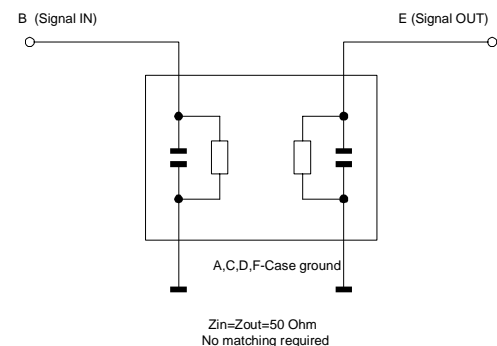 B (Signal IN)
E (Signal OUT)
A,C,D,F-Case ground
Zin=Zout=50 Ohm
No matching required